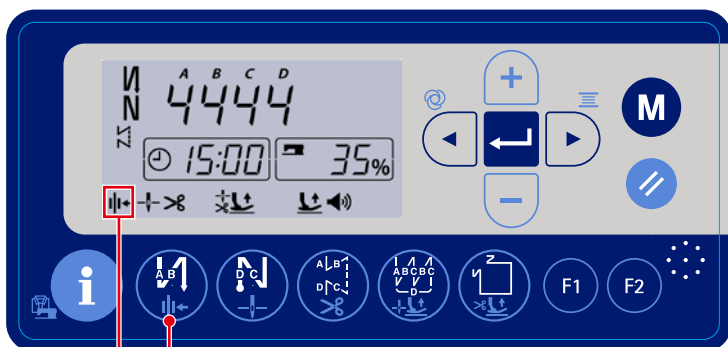 A B C D
4444
15:00 35%
+
M
−
i
A B
D C
A B
D C
A B C B C
D
F1
F2